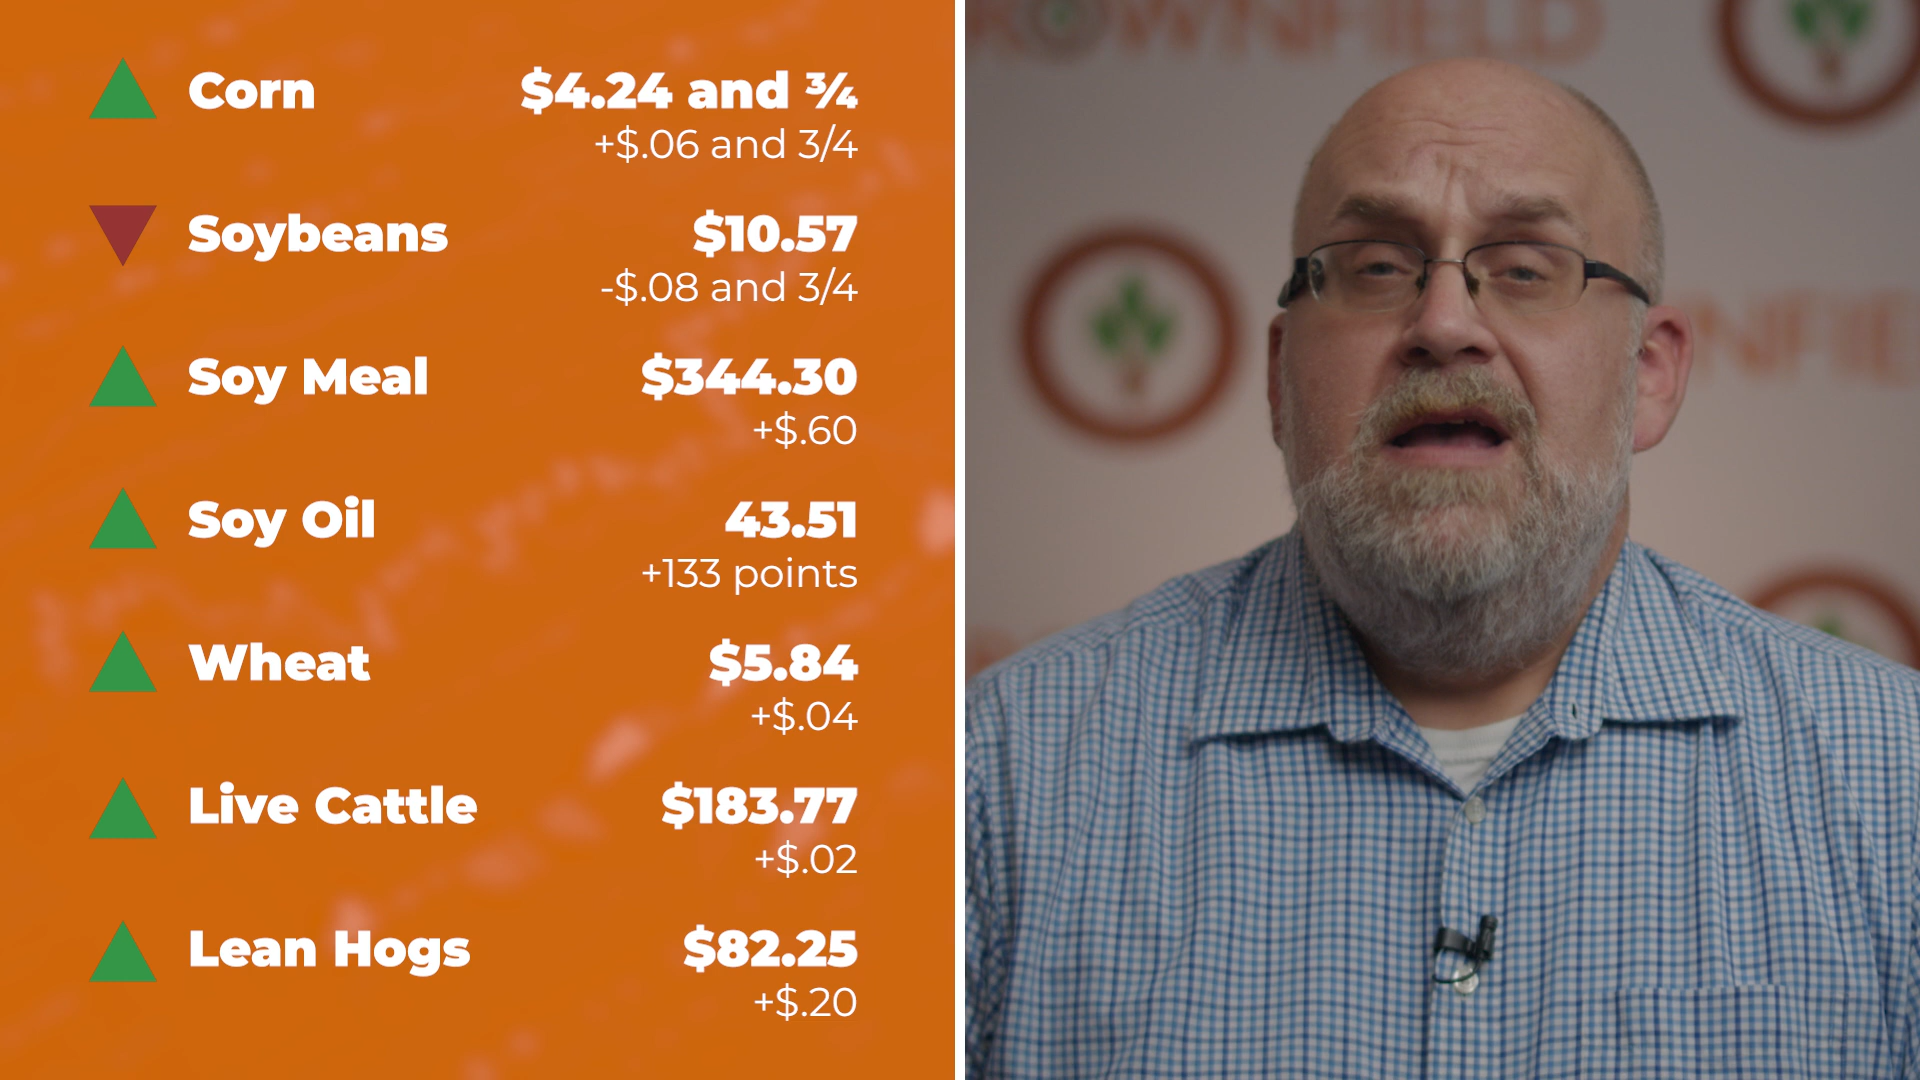 Corn $4.24 and ¾
+$.06 and 3/4
Soybeans $10.57
-$.08 and 3/4
Soy Meal $344.30
+$.60
Soy Oil 43.51
+133 points
Wheat $5.84
+$.04
Live Cattle $183.77
+$.02
Lean Hogs $82.25
+$.20
ROWNFIELD
NFIE